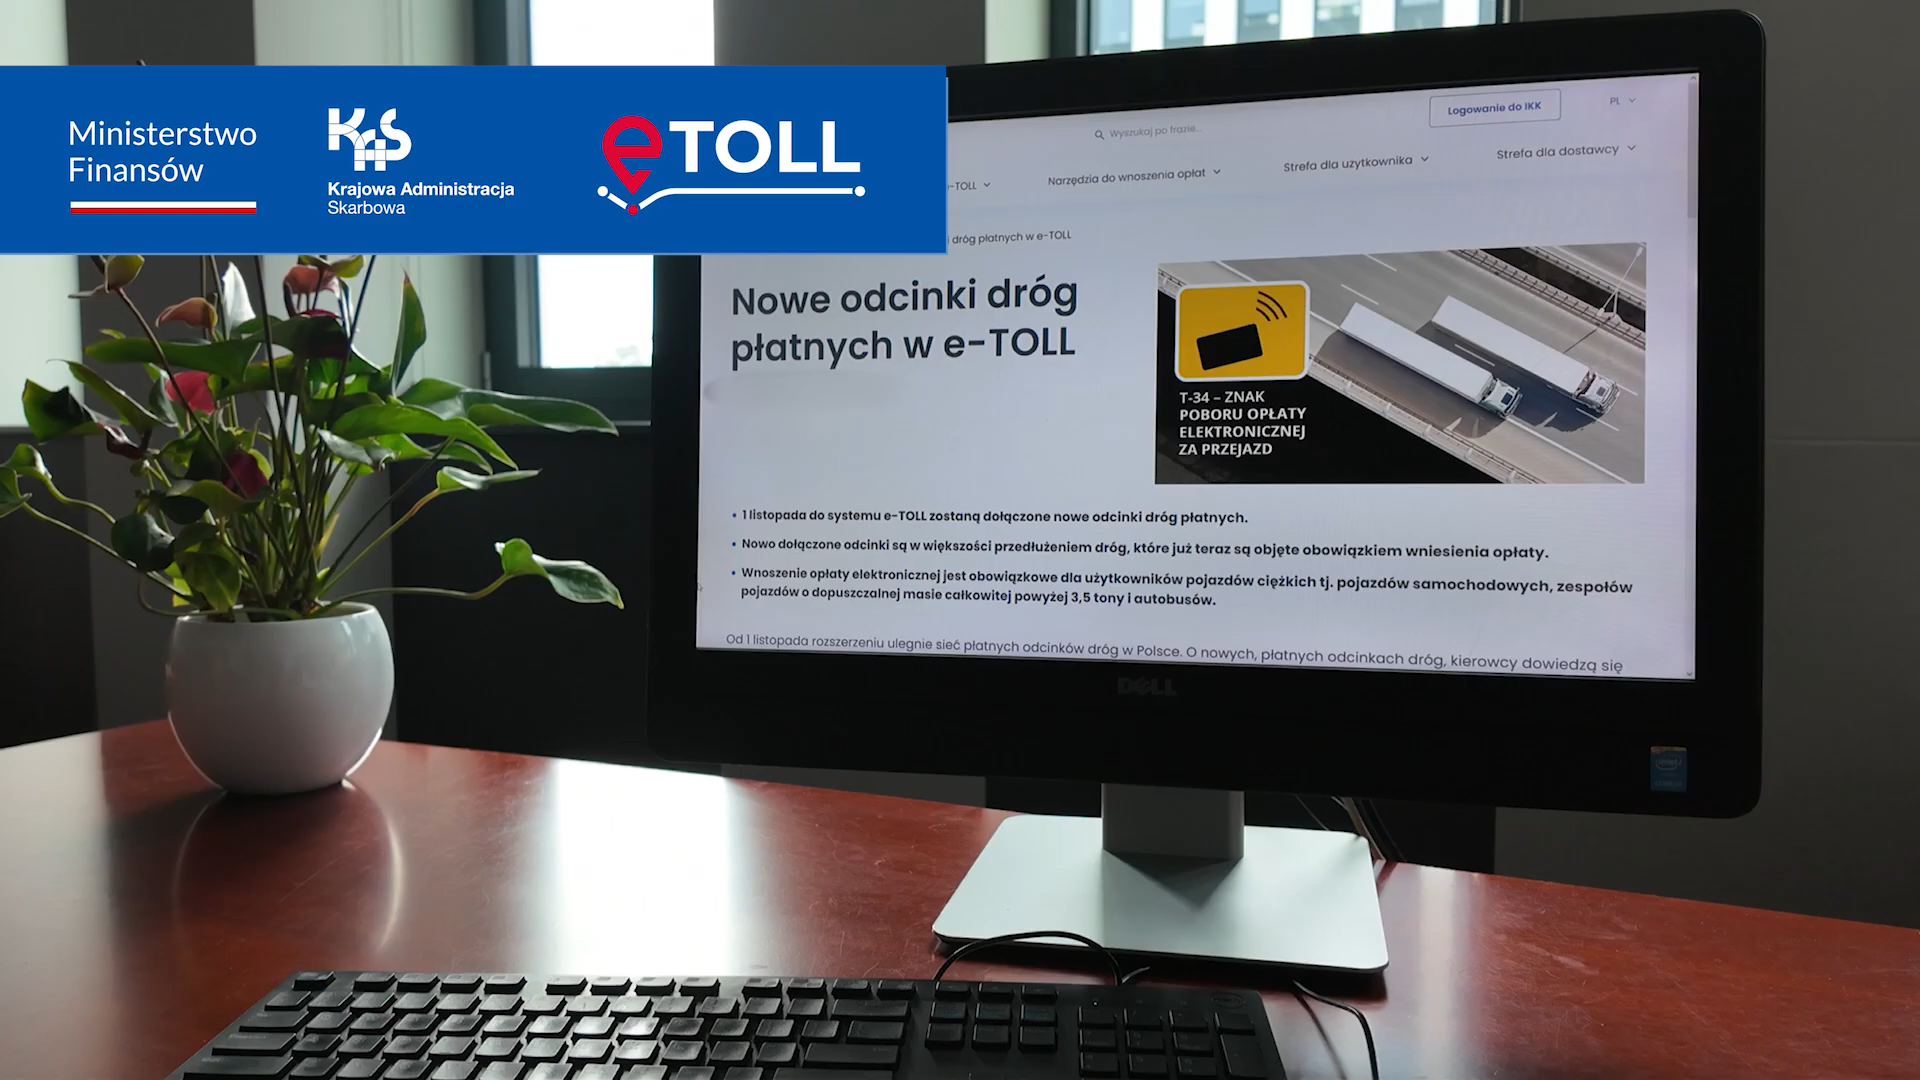 Ministerstwo
Finansów
KAS
Krajowa Administracja
Skarbowa
eTOLL
Logowanie do IKK
PL
Wyszukaj po frazie...
-TOLL
Narzędzia do wnoszenia opłat
Strefa dla użytkownika
Strefa dla dostawcy
dróg płatnych w e-TOLL
Nowe odcinki dróg
płatnych w e-TOLL
T-34 – ZNAK
POBORU OPŁATY
ELEKTRONICZNEJ
ZA PRZEJAZD
• 1 listopada do systemu e-TOLL zostaną dołączone nowe odcinki dróg płatnych.
• Nowo dołączone odcinki są w większości przedłużeniem dróg, które już teraz są objęte obowiązkiem wniesienia opłaty.
• Wnoszenie opłaty elektronicznej jest obowiązkowe dla użytkowników pojazdów ciężkich tj. pojazdów samochodowych, zespołów
pojazdów o dopuszczalnej masie całkowitej powyżej 3,5 tony i autobusów.
Od 1 listopada rozszerzeniu ulegnie sieć płatnych odcinków dróg w Polsce. O nowych, płatnych odcinkach dróg, kierowcy dowiedzą się
DELL
intel